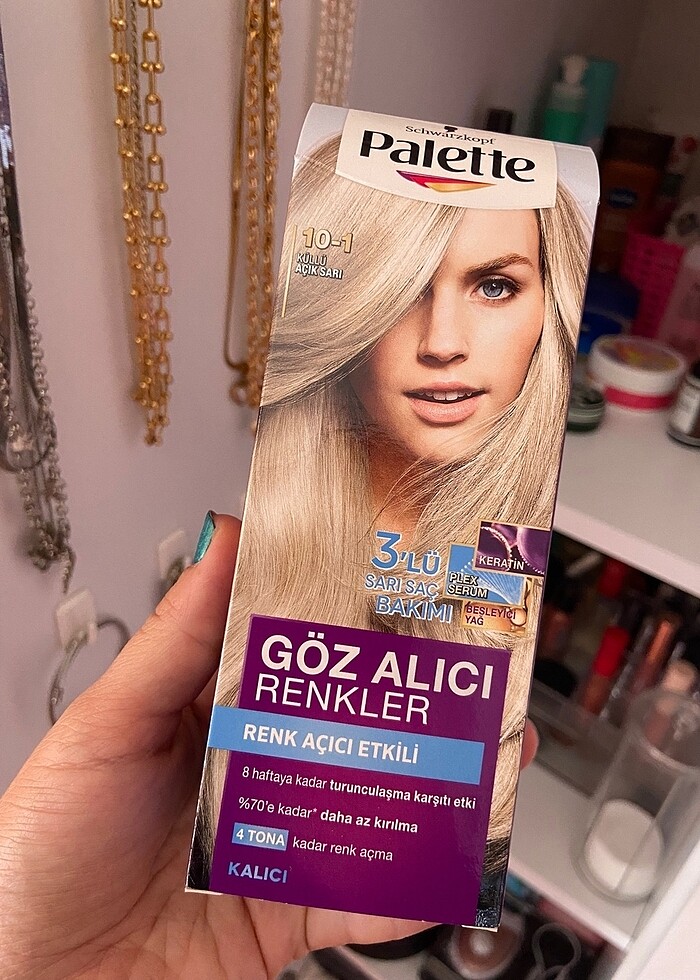 Schwarzkopf
Palette
10-1
KÜLLÜ
AÇIK SARI
3'LÜ
SARI SAÇ
BAKIMI
KERATİN
PLEX
SERUM
BESLEYİCİ
YAĞ
GÖZ ALICI
RENKLER
RENK AÇICI ETKİLİ
8 haftaya kadar turunculaşma karşıtı etki
%70'e kadar* daha az kırılma
4 TONA kadar renk açma
KALICI